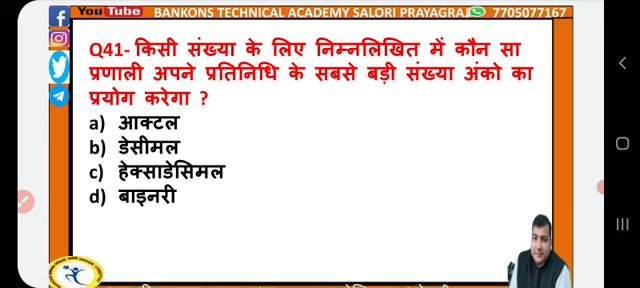 You Tube BANKONS TECHNICAL ACADEMY SALORI PRAYAGRAJ 7705077167
Q41- किसी संख्या के लिए निम्नलिखित में कौन सा
प्रणाली अपने प्रतिनिधि के सबसे बड़ी संख्या अंको का
प्रयोग करेगा ?
a) आक्टल
b) डेसीमल
c) हेक्साडेसिमल
d) बाइनरी